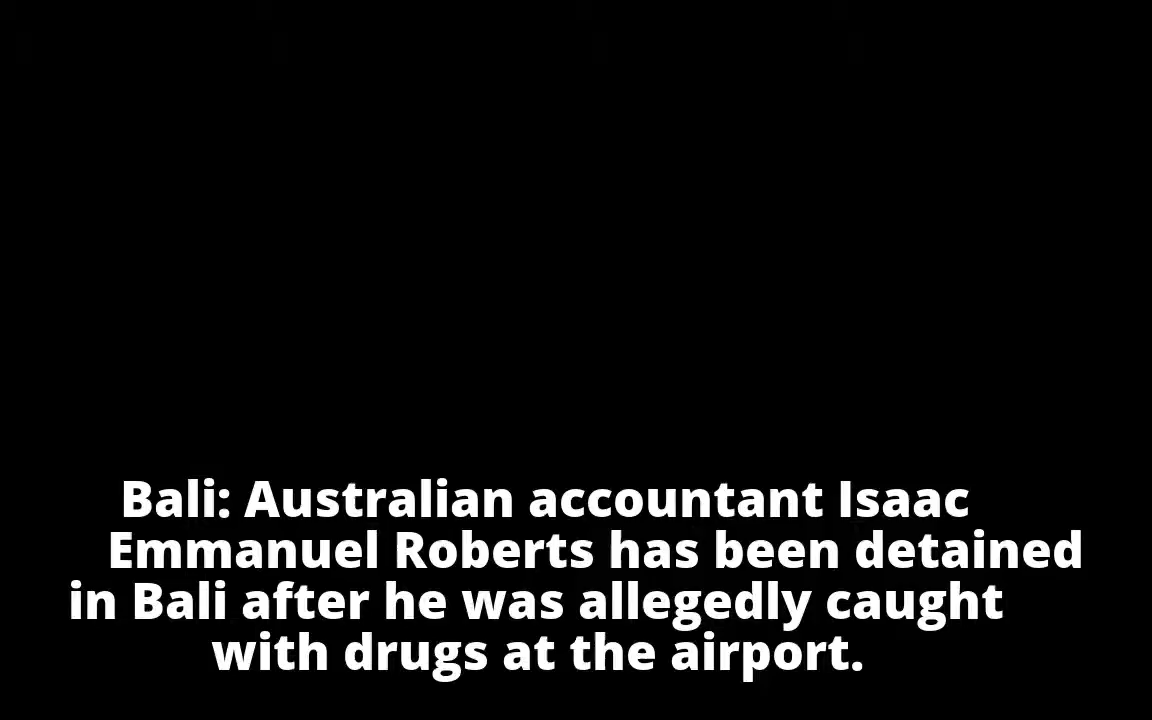 Bali: Australian accountant Isaac
Emmanuel Roberts has been detained
in Bali after he was allegedly caught
with drugs at the airport.